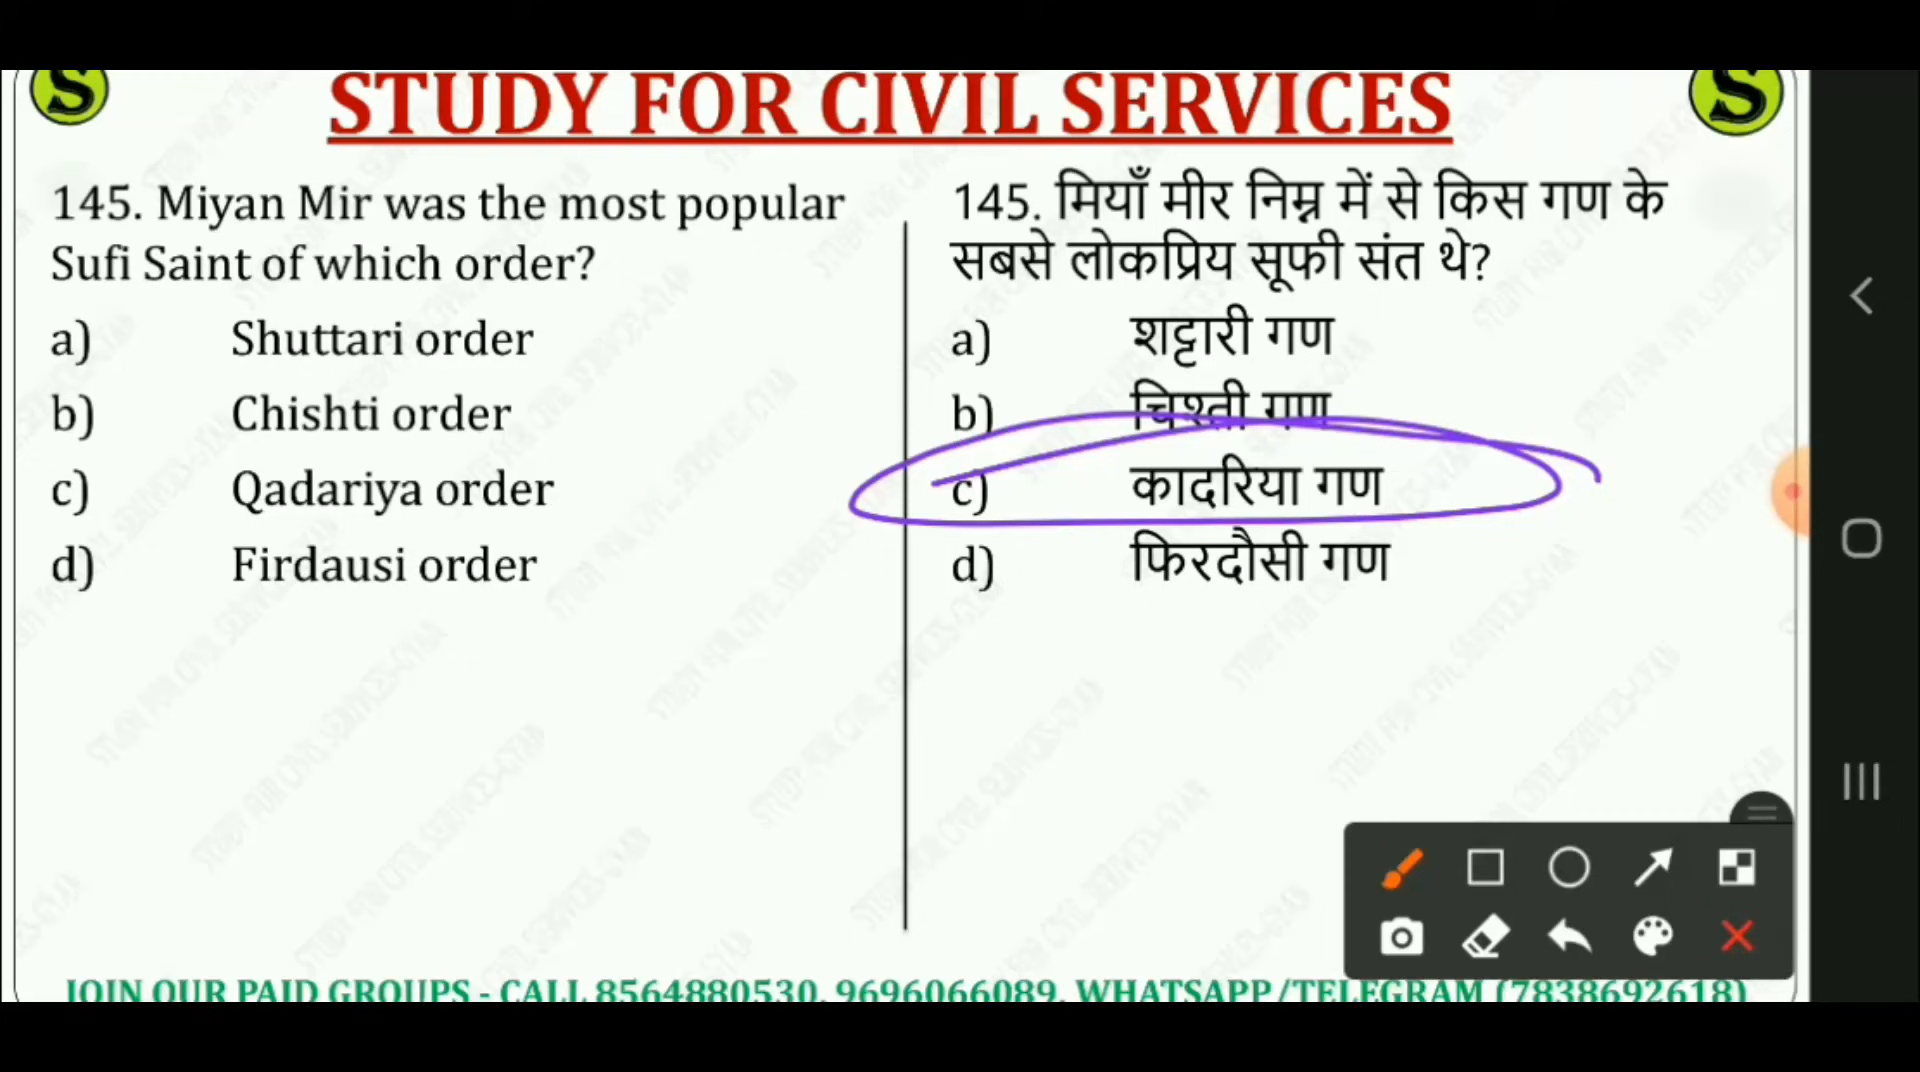 S
STUDY FOR CIVIL SERVICES
S
145. Miyan Mir was the most popular
Sufi Saint of which order?
a) Shuttari order
b) Chishti order
c) Qadariya order
d) Firdausi order
145. मियाँ मीर निम्न में से किस गण के
सबसे लोकप्रिय सूफी संत थे?
a) शट्टारी गण
b) चिश्ती गण
c) कादरिया गण
d) फिरदौसी गण
JOIN OUR PAID GROUPS - CALL 8564880530, 9696066089, WHATSAPP/TELEGRAM (7838692618)